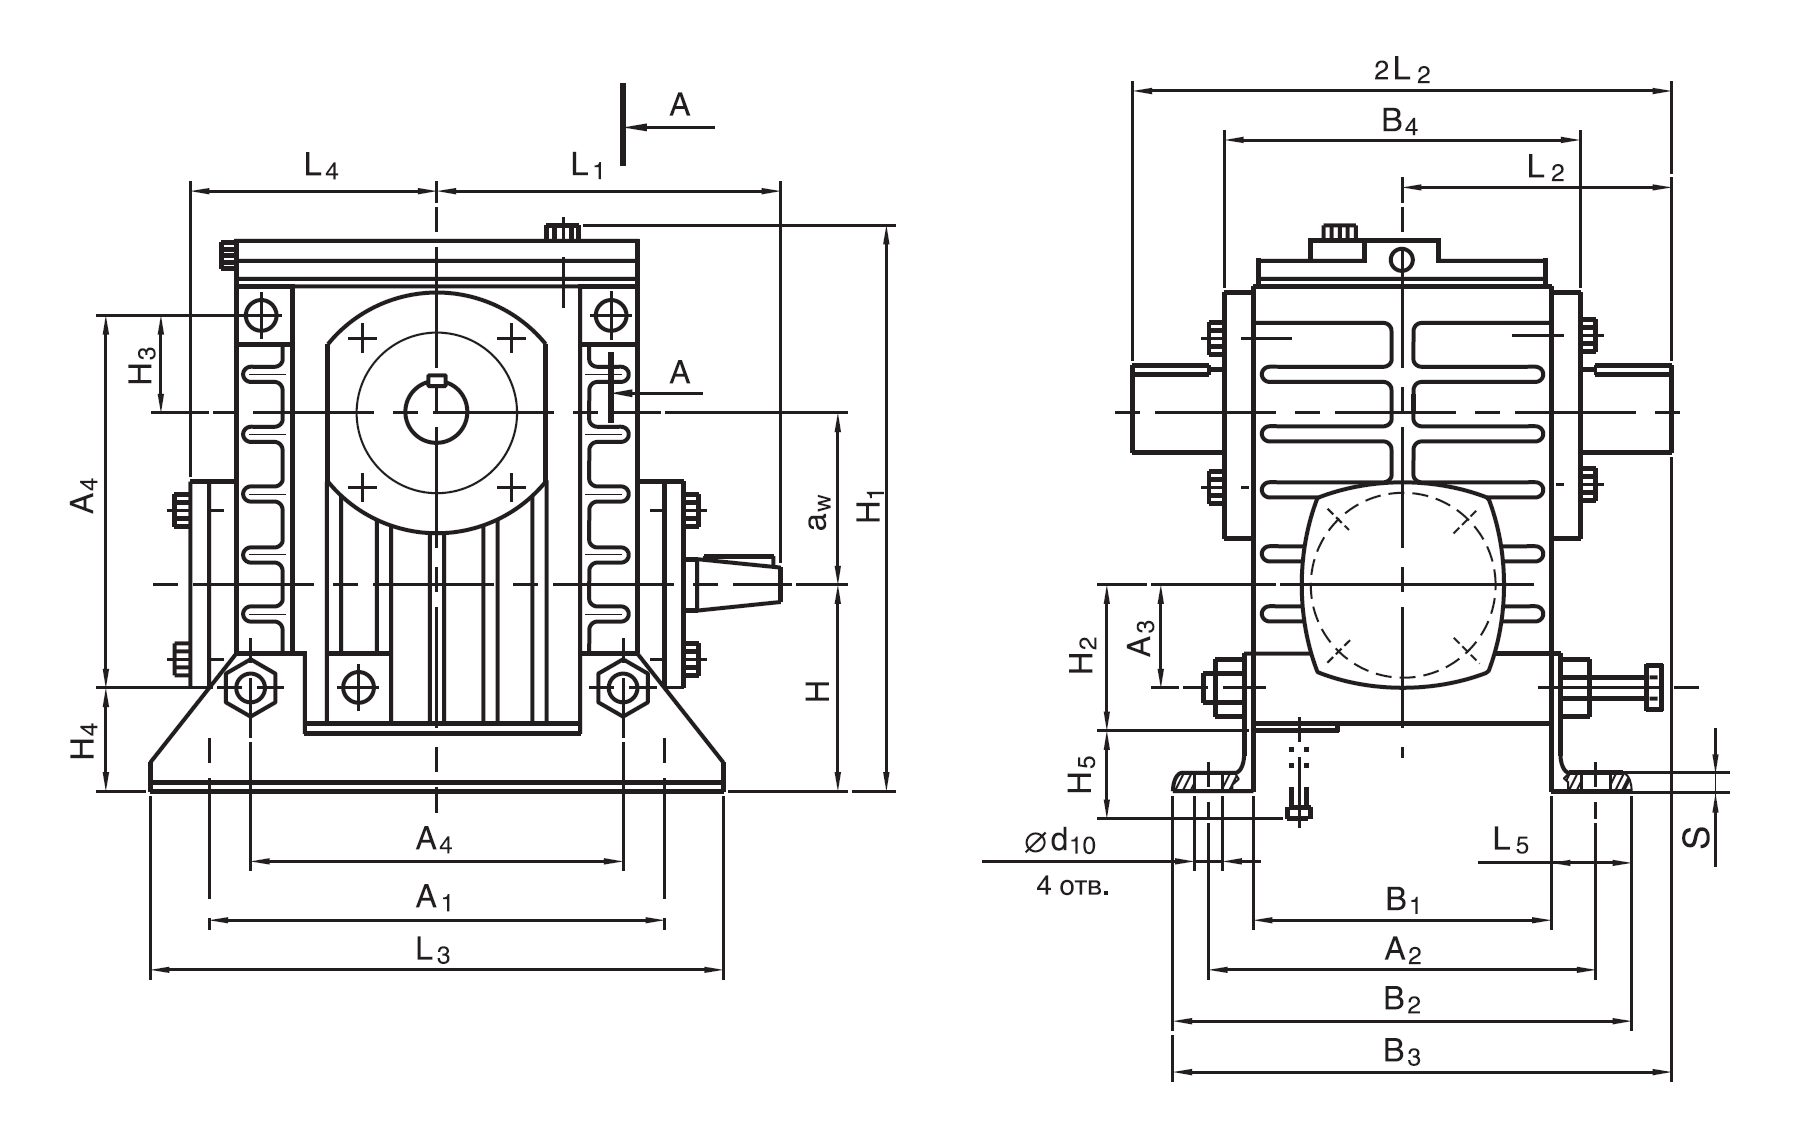 A
L4
L1
H3
A
A4
aw
H1
H
H4
A4
A1
L3
2L2
B4
L2
H2
A3
H5
⌀d10
4 отв.
L5
S
B1
A2
B2
B3